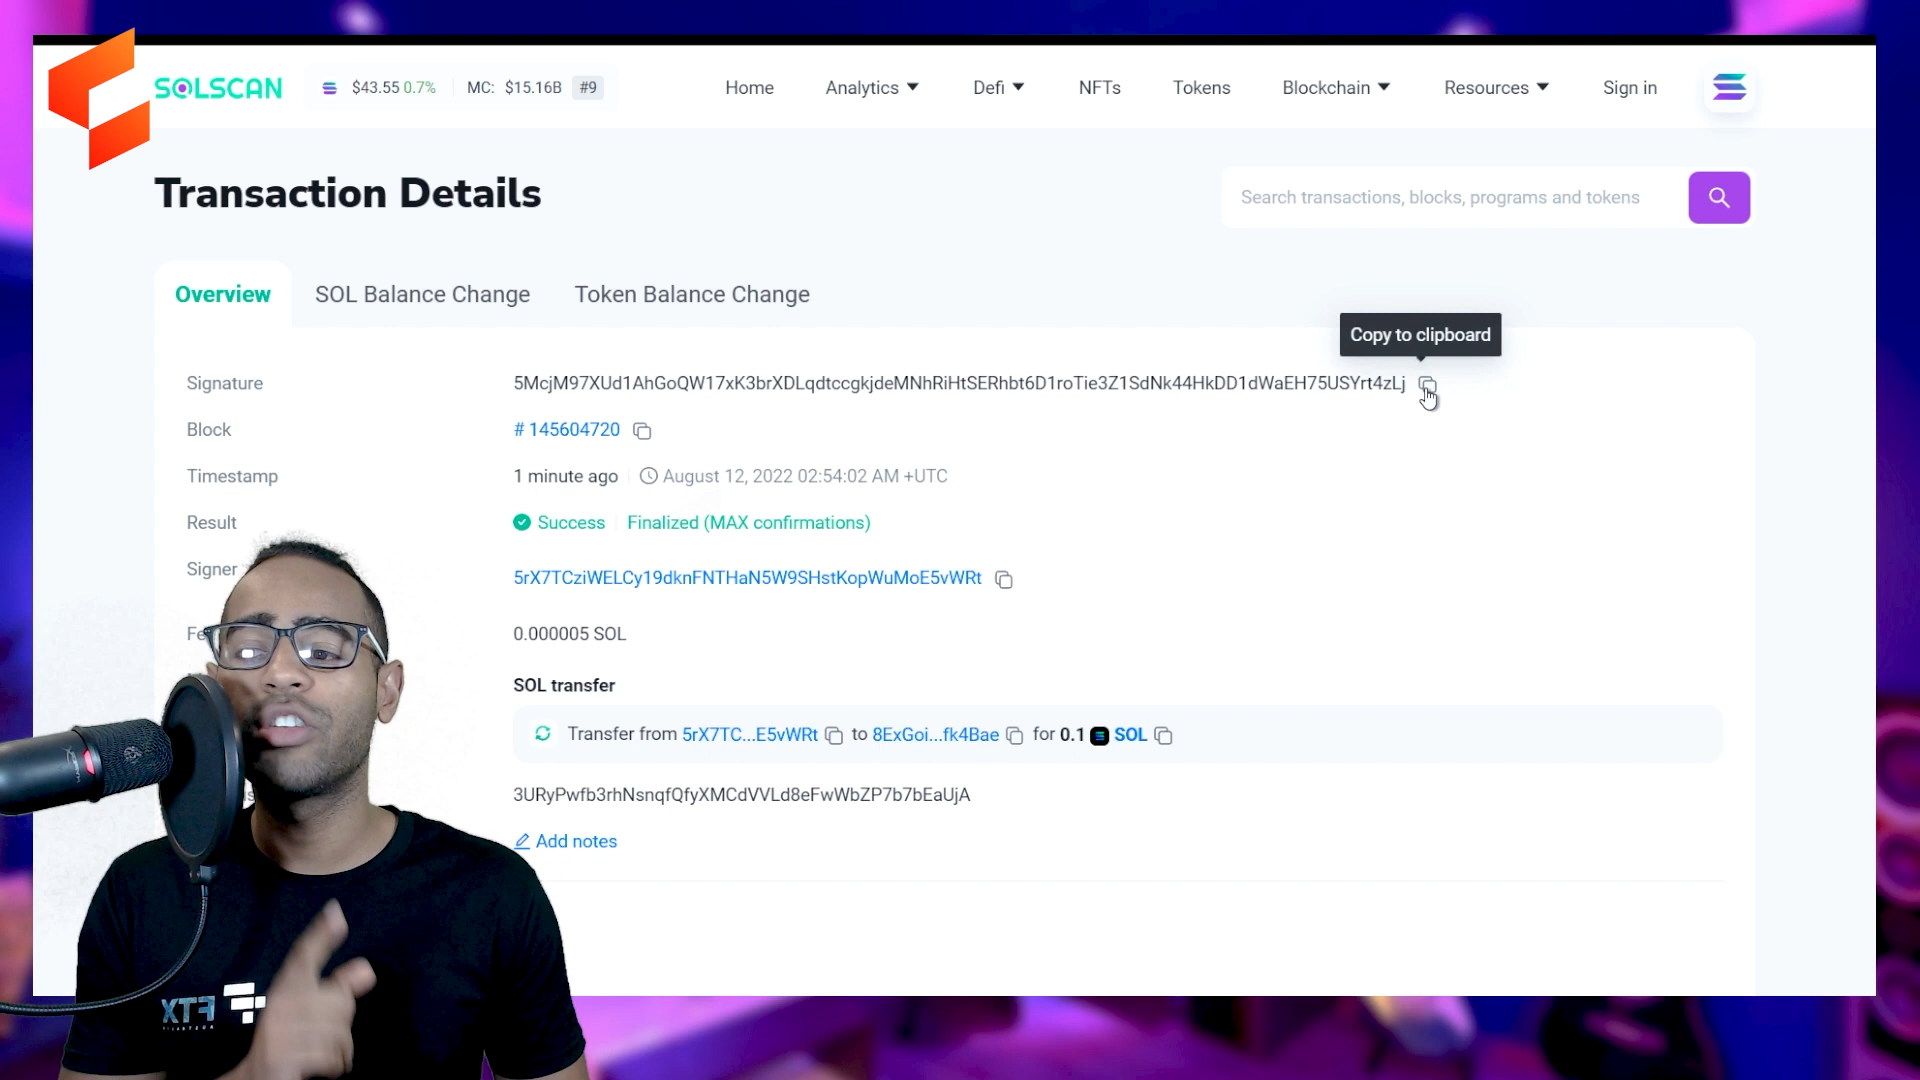 SOLSCAN $43.55 0.7% MC: $15.16B #9 Home Analytics Defi NFTs Tokens Blockchain Resources Sign in
Transaction Details
Search transactions, blocks, programs and tokens
Overview SOL Balance Change Token Balance Change
Copy to clipboard
Signature 5McjM97XUd1AhGoQW17xK3brXDLqdtccgkjdeMNhRiHtSERhbt6D1roTie3Z1SdNk44HkDD1dWaEH75USYrt4zLj
Block # 145604720
Timestamp 1 minute ago August 12, 2022 02:54:02 AM +UTC
Result Success Finalized (MAX confirmations)
Signer 5rX7TCziWELCy19dknFNTHaN5W9SHstKopWuMoE5vWRt
Fe 0.000005 SOL
SOL transfer
Transfer from 5rX7TC...E5vWRt to 8ExGoi...fk4Bae for 0.1 SOL
3URyPwfb3rhNsnqfQfyXMCdVVLd8eFwWbZP7b7bEaUjA
Add notes
FTX